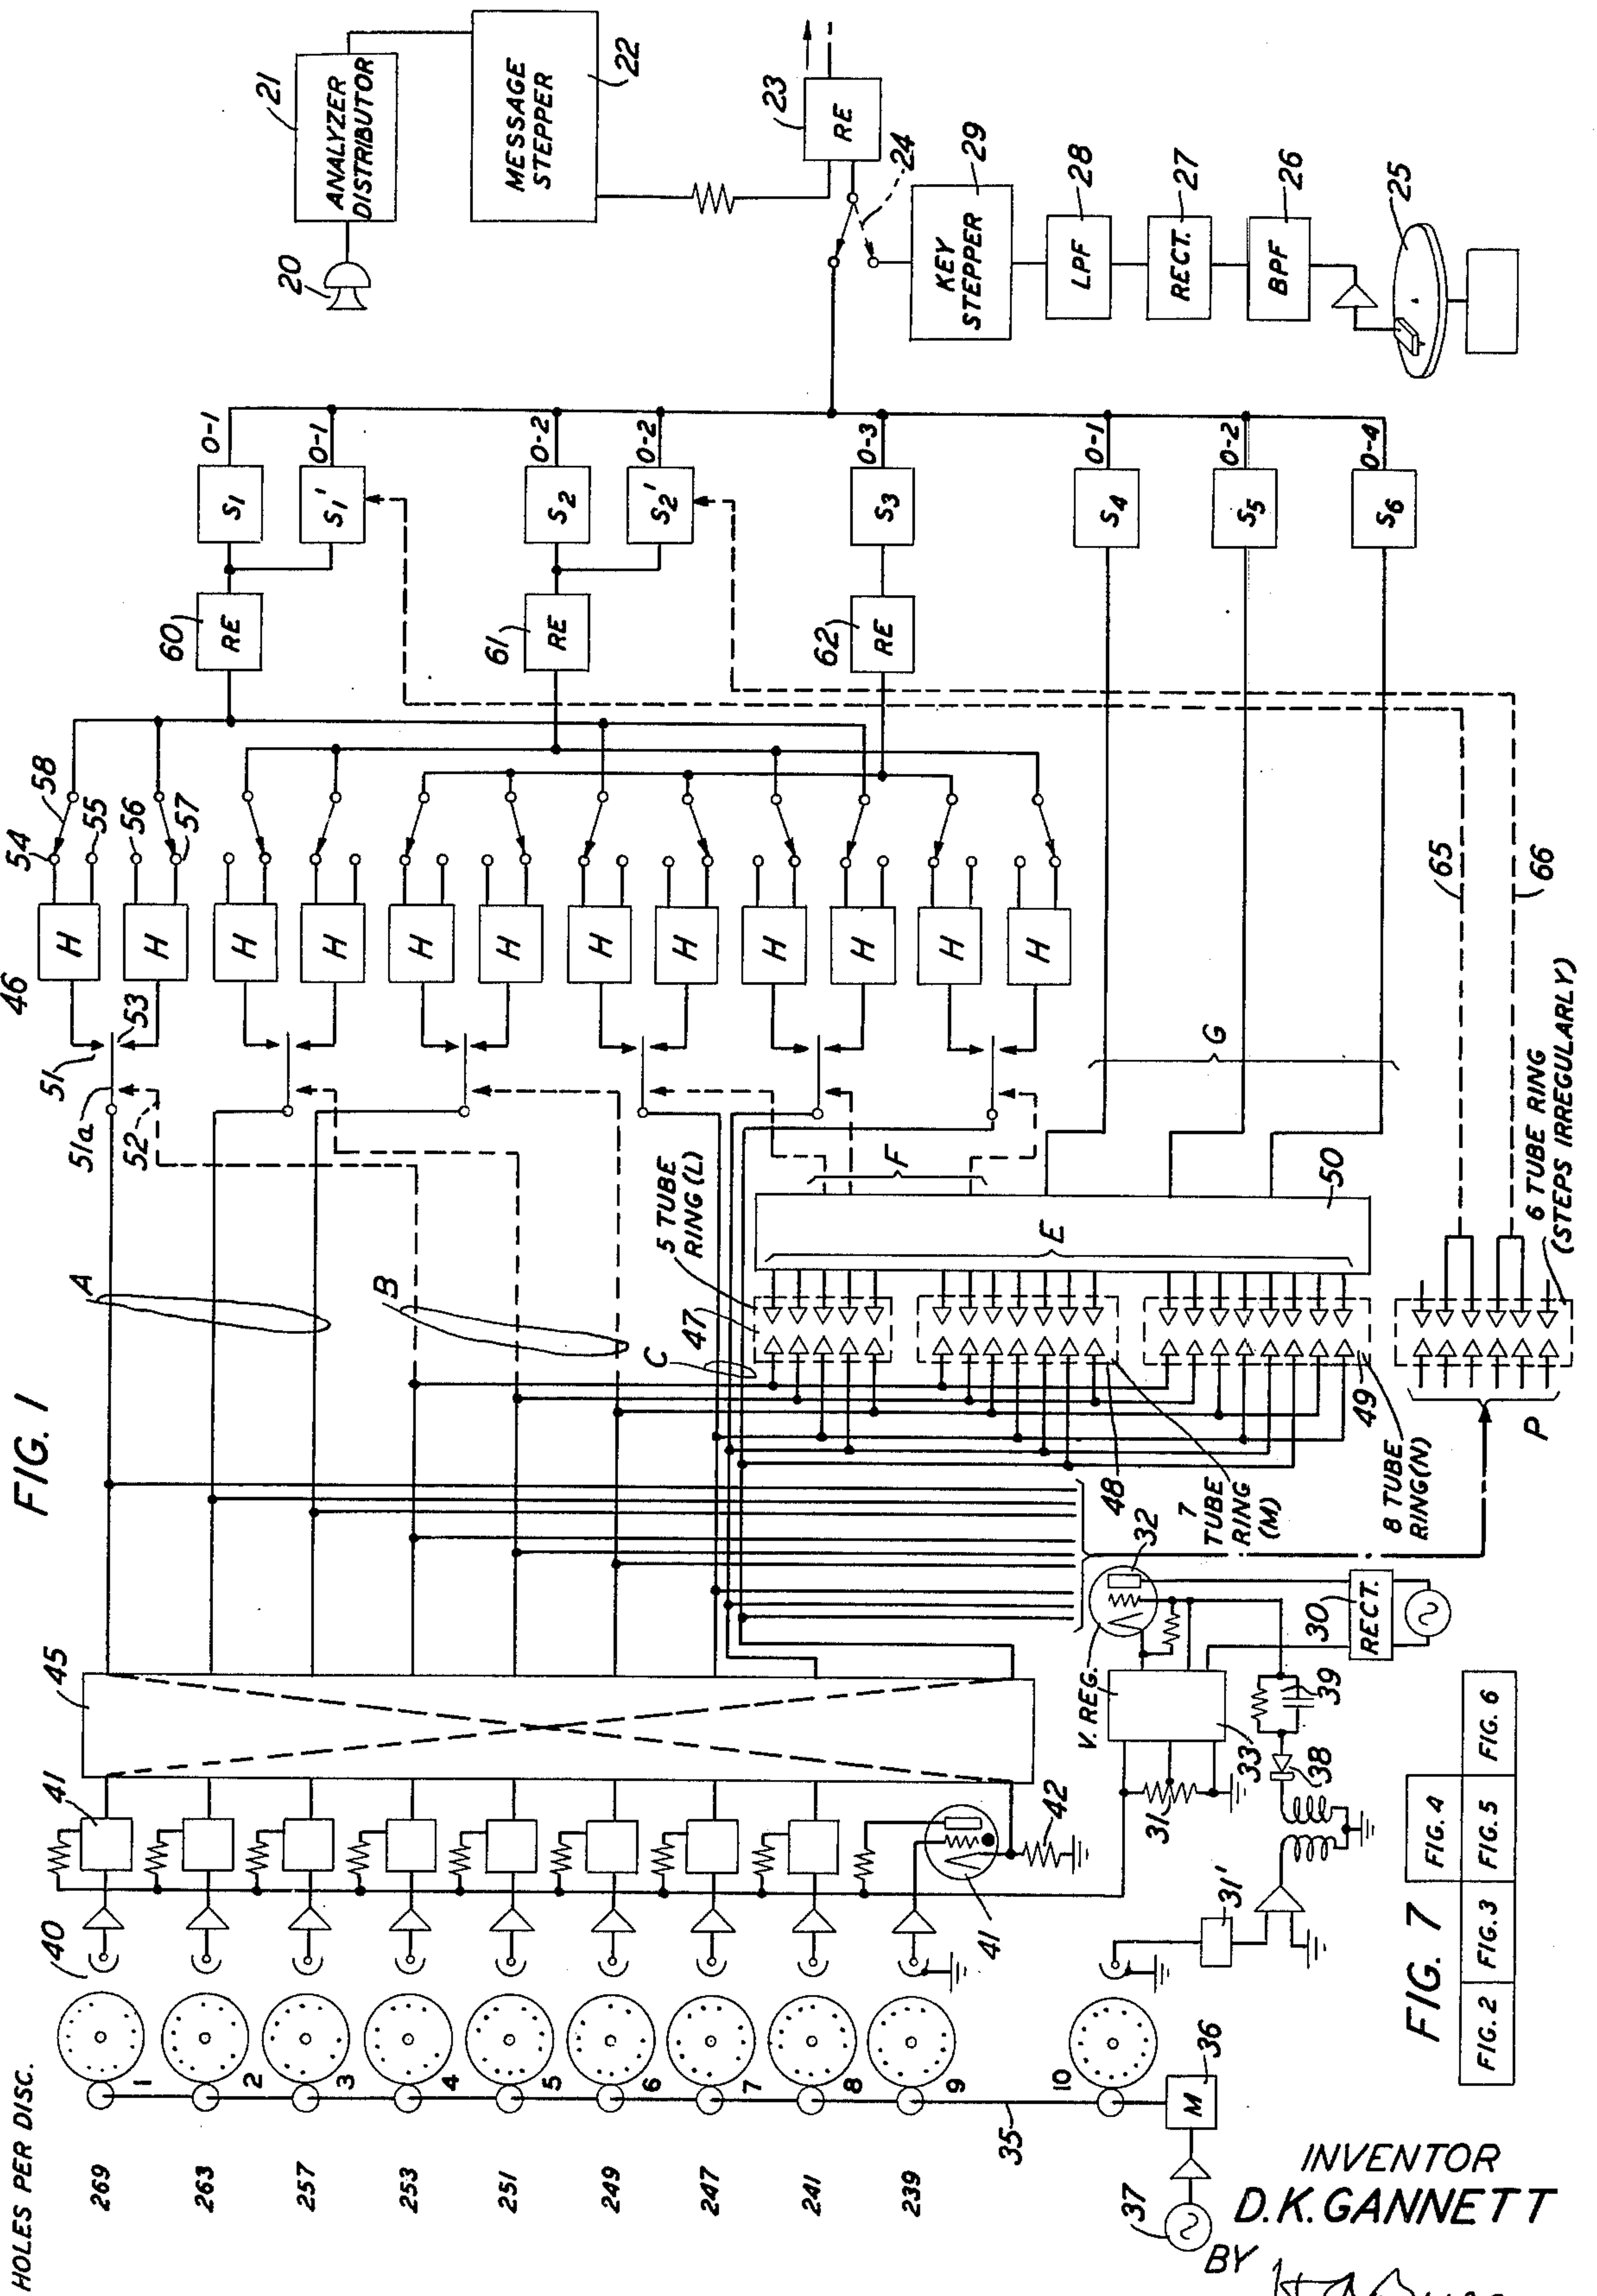 FIG. 1
HOLES PER DISC.
269
263
257
253
251
249
247
241
239
1
2
3
4
5
6
7
8
9
10
35
M
36
37
40
41
41
42
45
31
31'
V. REG.
33
32
38
39
30
RECT.
A
B
C
47
5 TUBE
RING (L)
48
7
TUBE
RING
(M)
49
8 TUBE
RING(N)
E
50
F
G
P
6 TUBE RING
(STEPS IRREGULARLY)
65
66
46
51
51a
52
53
H
H
H
H
H
H
H
H
H
H
H
H
54
55
56
57
58
60
RE
61
RE
62
RE
S1
S1'
S2
S2'
S3
S4
S5
S6
0-1
0-1
0-2
0-2
0-3
0-1
0-2
0-4
20
21
ANALYZER
DISTRIBUTOR
MESSAGE
STEPPER
22
23
RE
24
KEY
STEPPER
29
LPF
28
RECT.
27
BPF
26
25
FIG. 7
FIG. 4
FIG. 2
FIG. 3
FIG. 5
FIG. 6
INVENTOR
D.K.GANNETT
BY